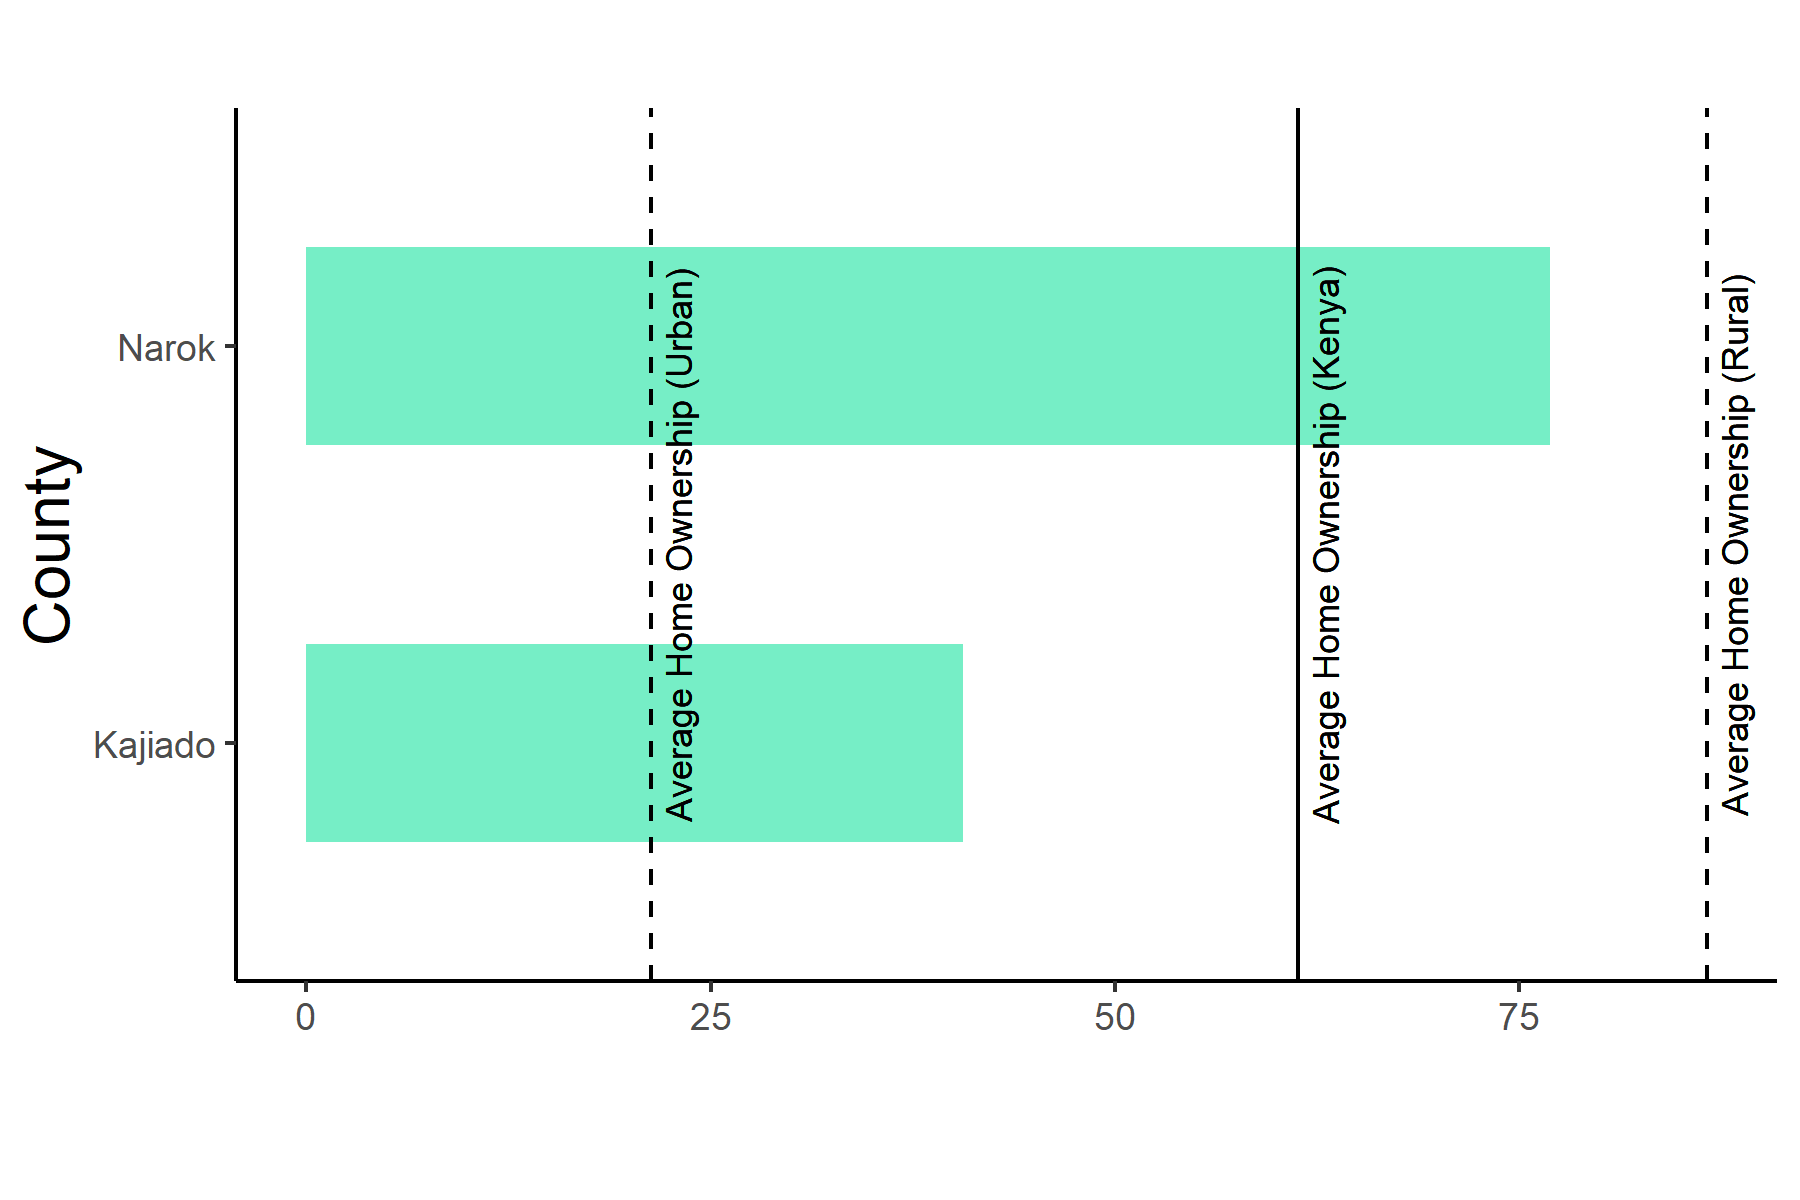 County
Narok
Kajiado
Average Home Ownership (Urban)
Average Home Ownership (Kenya)
Average Home Ownership (Rural)
0
25
50
75